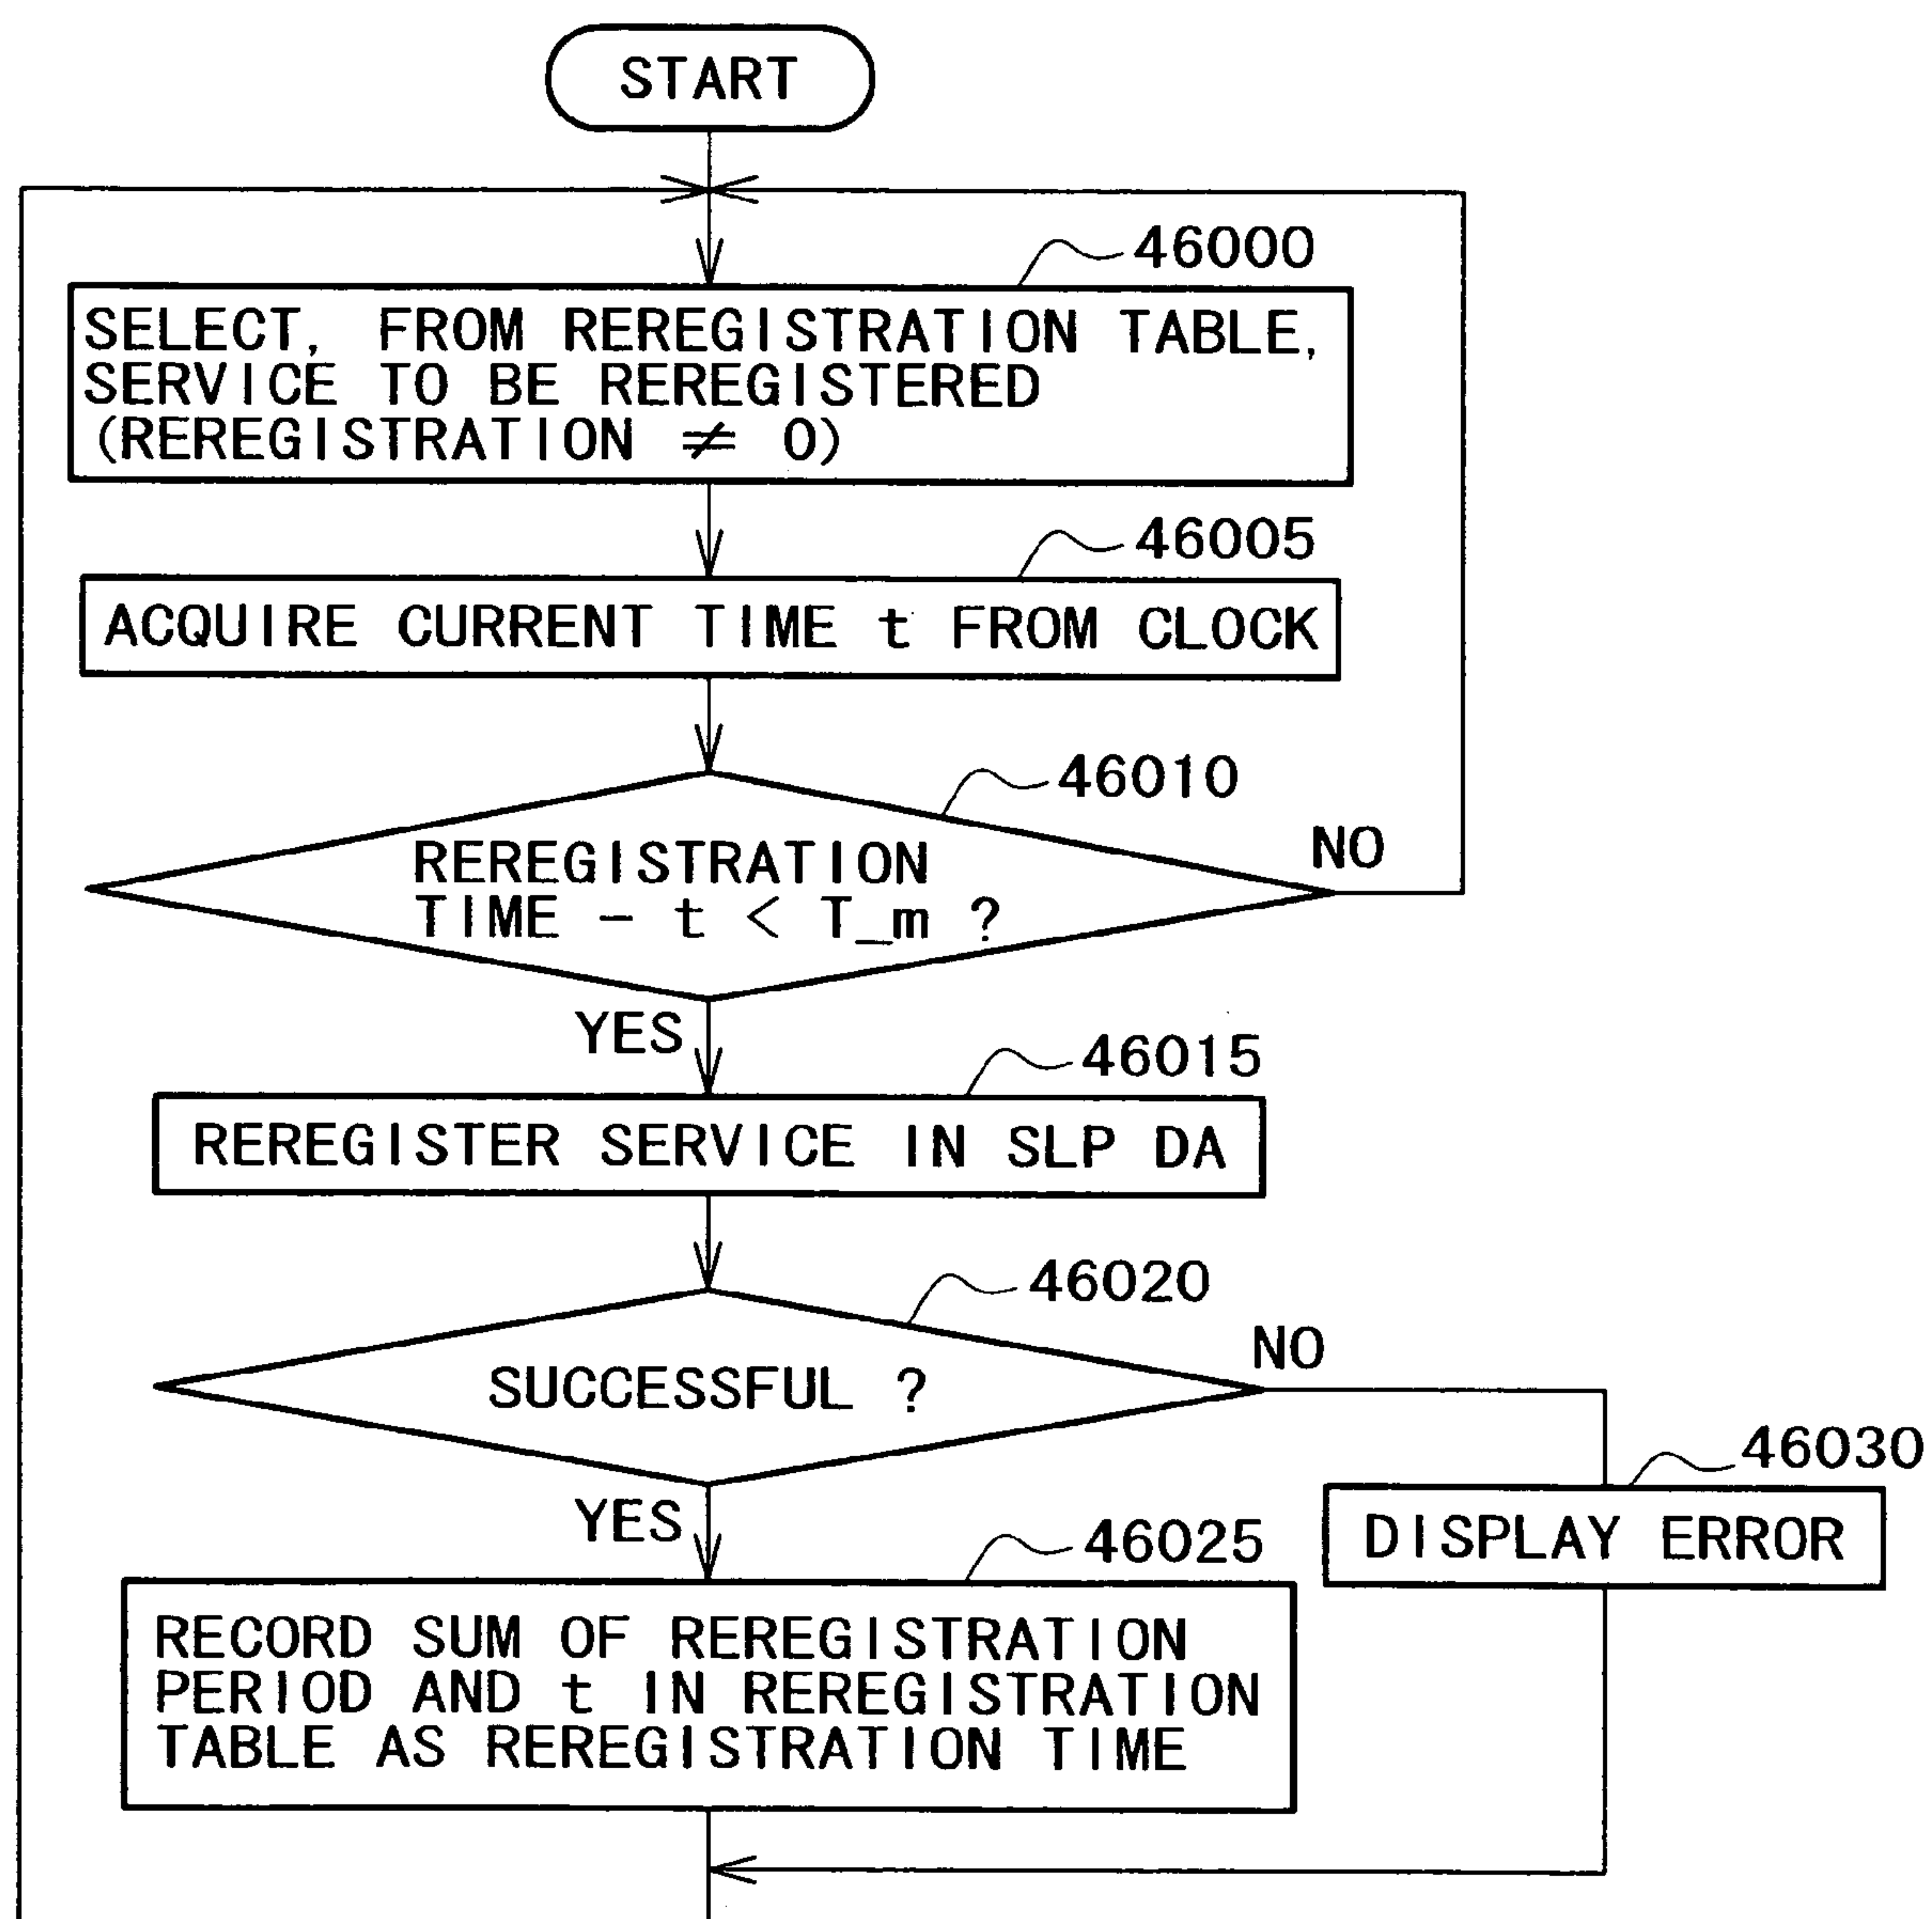 START
46000
SELECT, FROM REREGISTRATION TABLE,
SERVICE TO BE REREGISTERED
(REREGISTRATION ≠ 0)
46005
ACQUIRE CURRENT TIME t FROM CLOCK
46010
REREGISTRATION
TIME - t < T_m ?
NO
YES
46015
REREGISTER SERVICE IN SLP DA
46020
SUCCESSFUL ?
NO
YES
46030
DISPLAY ERROR
46025
RECORD SUM OF REREGISTRATION
PERIOD AND t IN REREGISTRATION
TABLE AS REREGISTRATION TIME